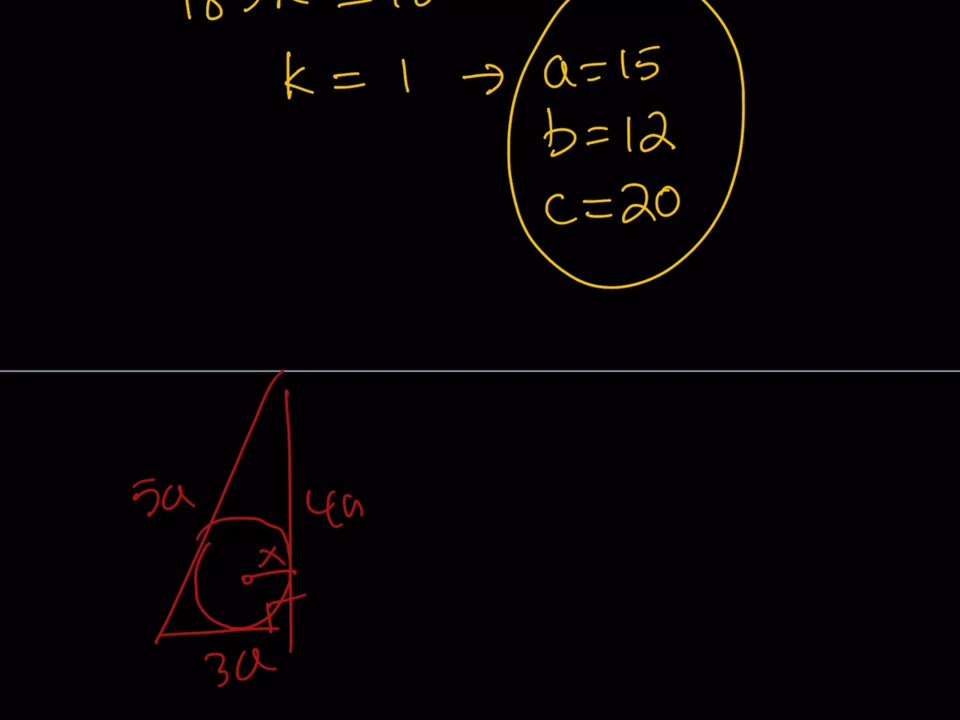 k = 1 → a = 15
b = 12
c = 20
5a
4a
x
3a